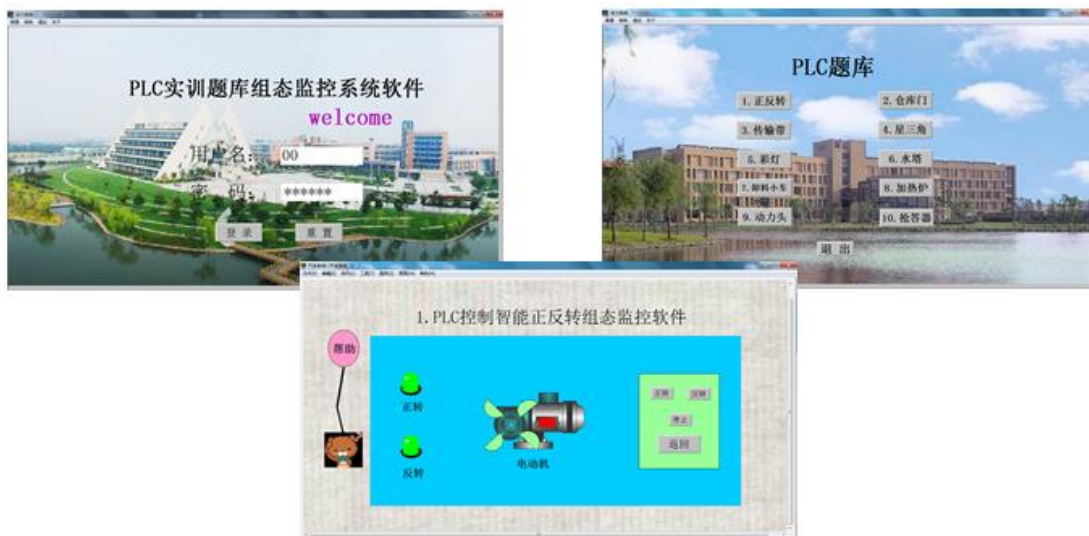 PLC实训题库组态监控系统软件
welcome
用户名： 00
密 码： ******
登 录 重 置
PLC题库
1.正反转 2.仓库门
3.传输带 4.星三角
5.彩灯 6.水塔
7.卸料小车 8.加热炉
9.动力头 10.抢答器
退 出
1.PLC控制智能正反转组态监控软件
帮助
正转
反转
电动机
正转 反转
停止
返回